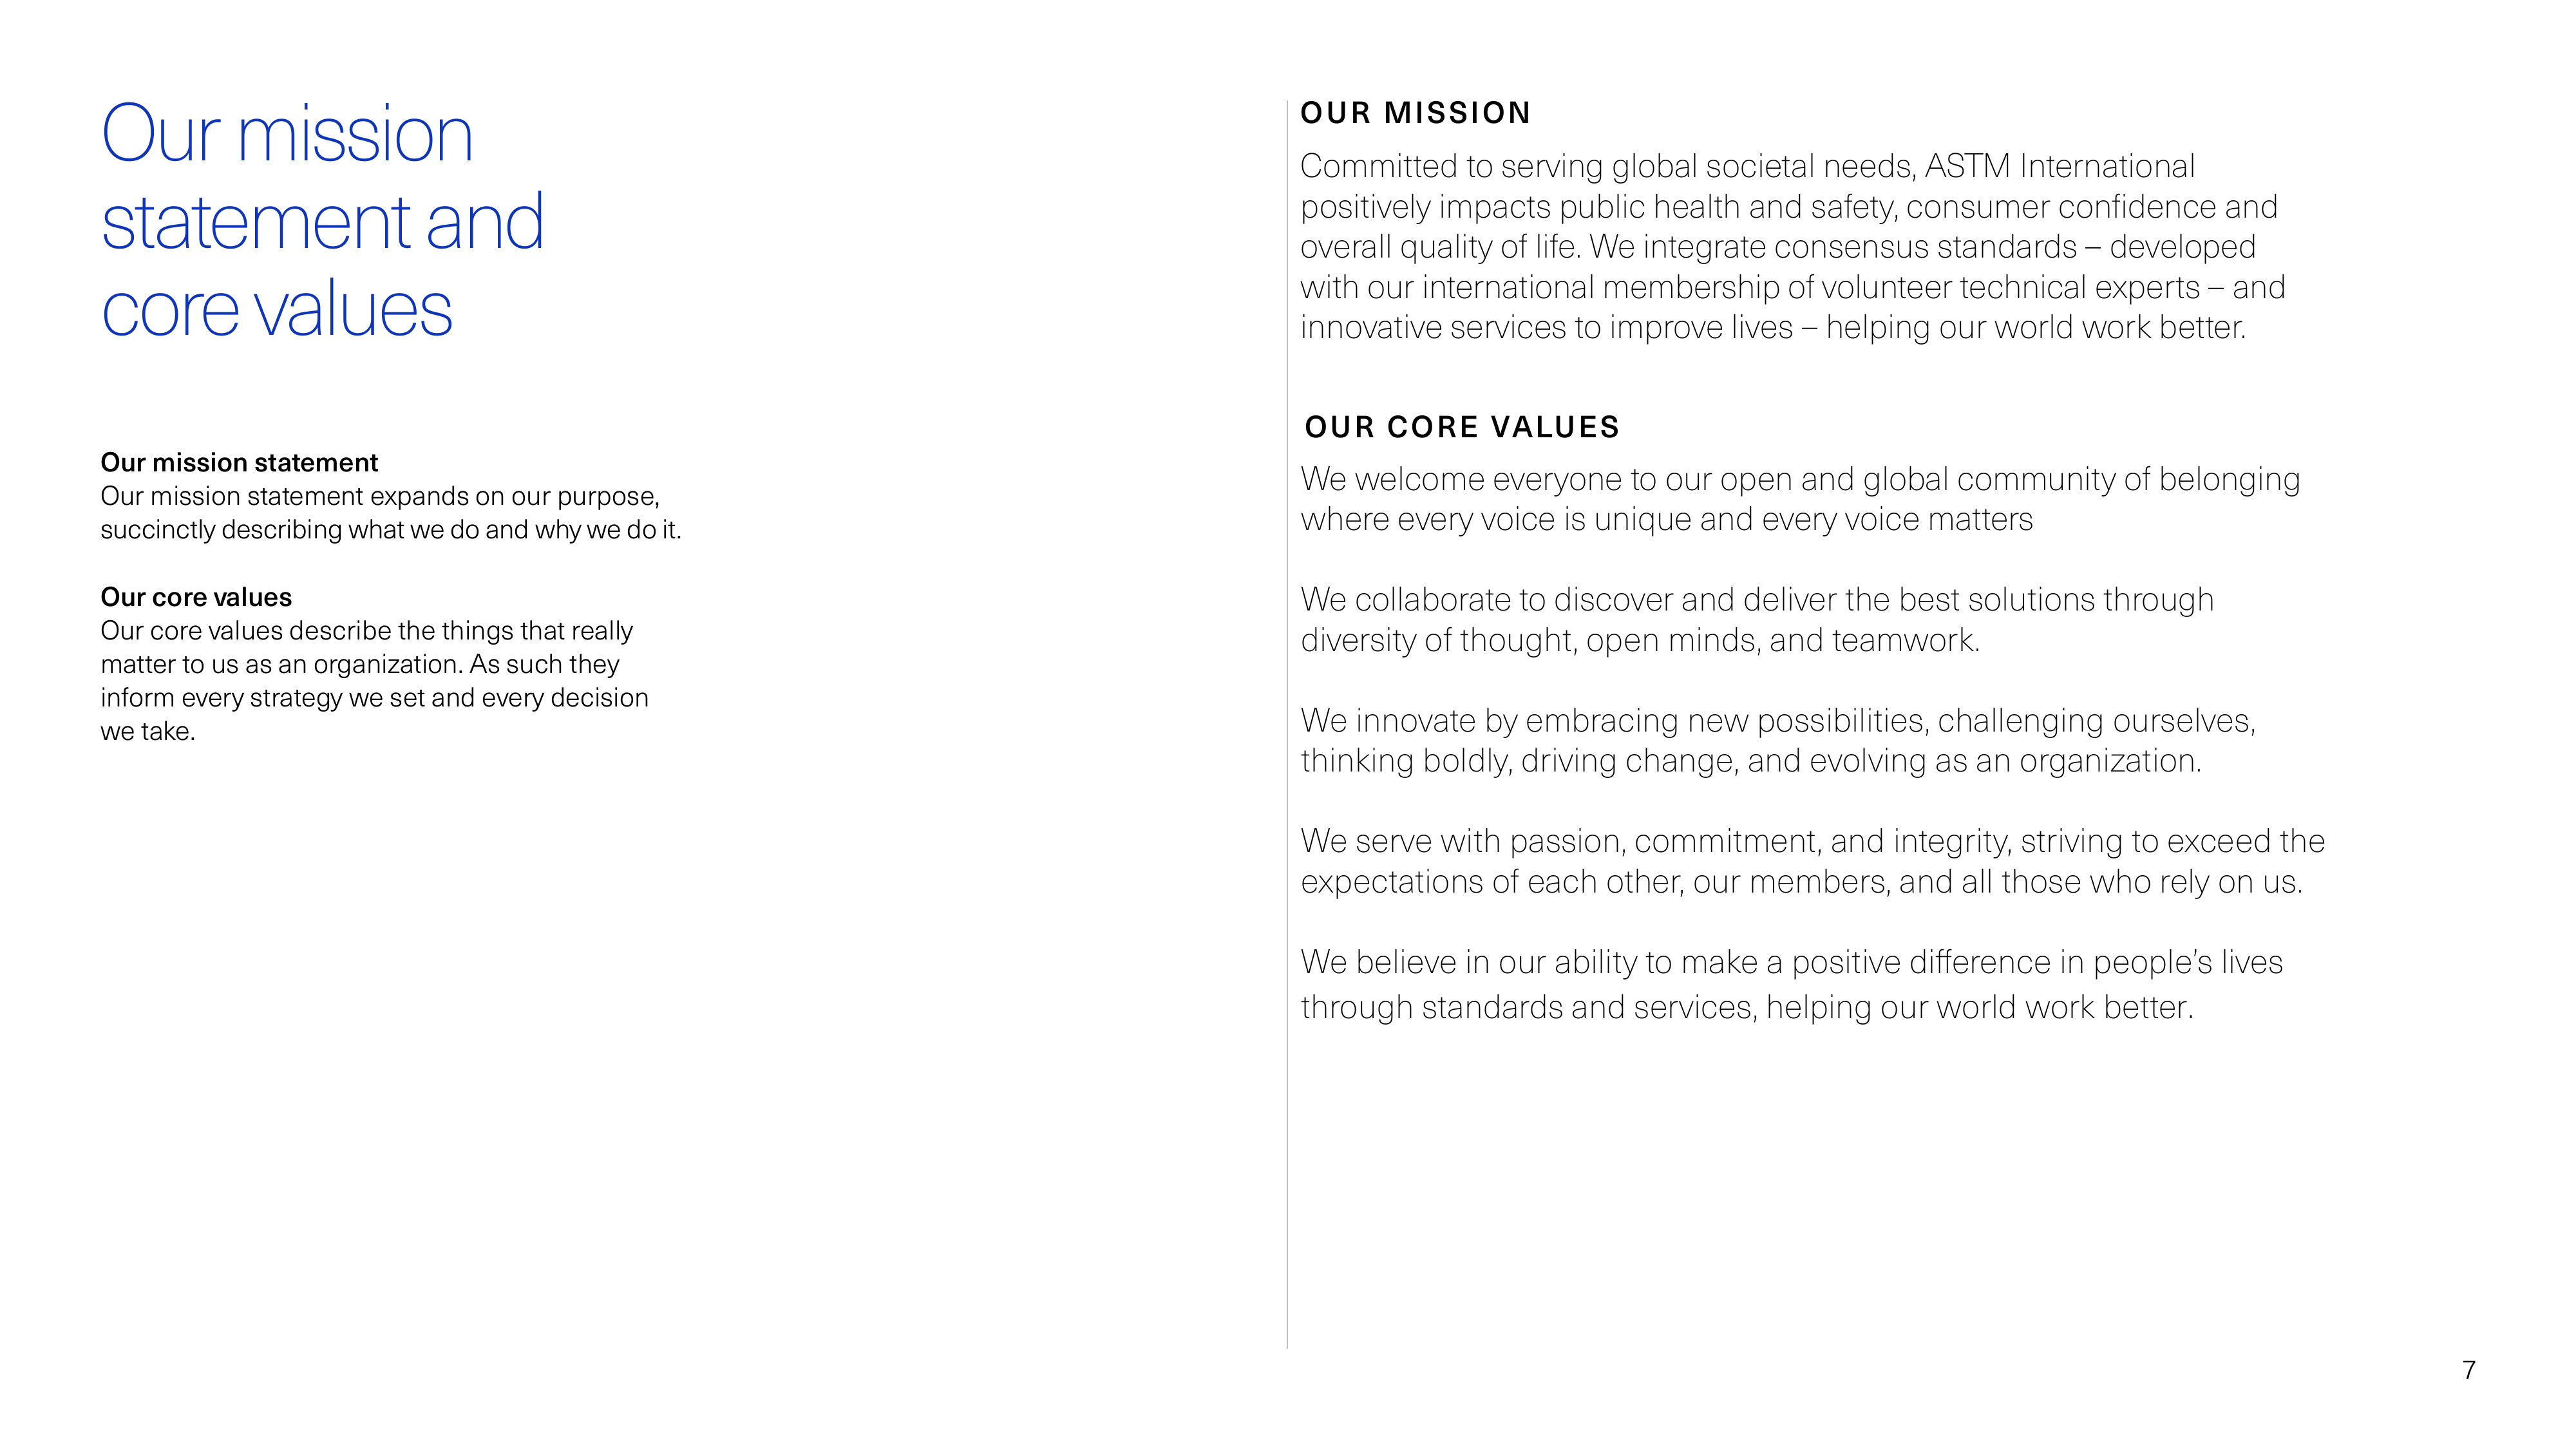 Our mission
statement and
core values
Our mission statement
Our mission statement expands on our purpose,
succinctly describing what we do and why we do it.
Our core values
Our core values describe the things that really
matter to us as an organization. As such they
inform every strategy we set and every decision
we take.
OUR MISSION
Committed to serving global societal needs, ASTM International
positively impacts public health and safety, consumer confidence and
overall quality of life. We integrate consensus standards – developed
with our international membership of volunteer technical experts – and
innovative services to improve lives – helping our world work better.
OUR CORE VALUES
We welcome everyone to our open and global community of belonging
where every voice is unique and every voice matters
We collaborate to discover and deliver the best solutions through
diversity of thought, open minds, and teamwork.
We innovate by embracing new possibilities, challenging ourselves,
thinking boldly, driving change, and evolving as an organization.
We serve with passion, commitment, and integrity, striving to exceed the
expectations of each other, our members, and all those who rely on us.
We believe in our ability to make a positive difference in people’s lives
through standards and services, helping our world work better.
7